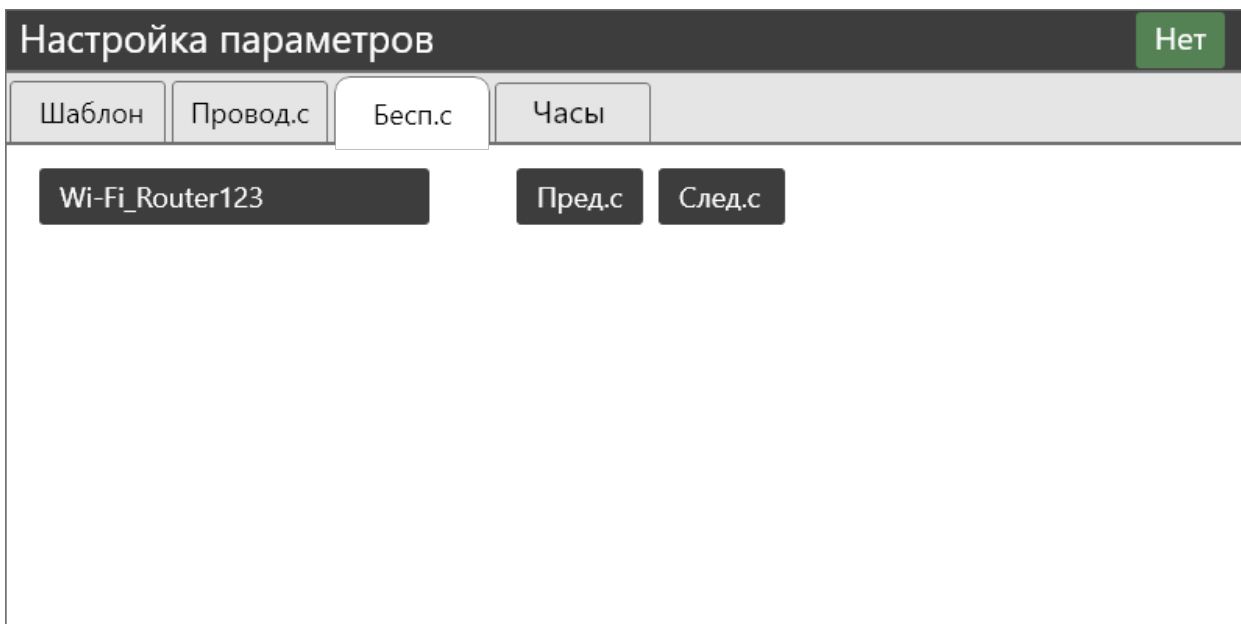 Настройка параметров Нет
Шаблон Провод.с Бесп.с Часы
Wi-Fi_Router123 Пред.с След.с